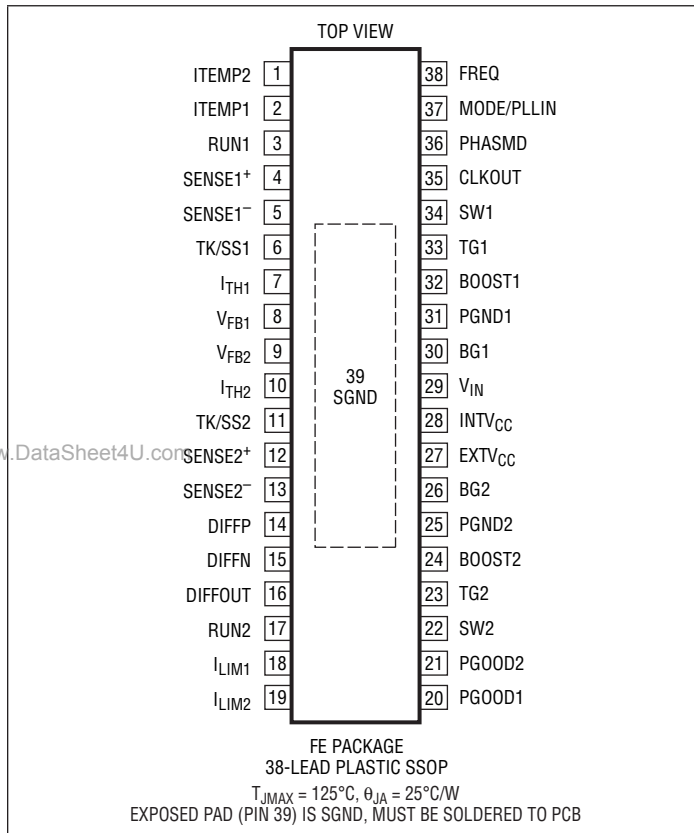 TOP VIEW
ITEMP2 1
ITEMP1 2
RUN1 3
SENSE1+ 4
SENSE1– 5
TK/SS1 6
ITH1 7
VFB1 8
VFB2 9
ITH2 10
TK/SS2 11
SENSE2+ 12
SENSE2– 13
DIFFP 14
DIFFN 15
DIFFOUT 16
RUN2 17
ILIM1 18
ILIM2 19
39
SGND
38 FREQ
37 MODE/PLLIN
36 PHASMD
35 CLKOUT
34 SW1
33 TG1
32 BOOST1
31 PGND1
30 BG1
29 VIN
28 INTVCC
27 EXTVCC
26 BG2
25 PGND2
24 BOOST2
23 TG2
22 SW2
21 PGOOD2
20 PGOOD1
w.DataSheet4U.com
FE PACKAGE
38-LEAD PLASTIC SSOP
TJMAX = 125°C, θJA = 25°C/W
EXPOSED PAD (PIN 39) IS SGND, MUST BE SOLDERED TO PCB